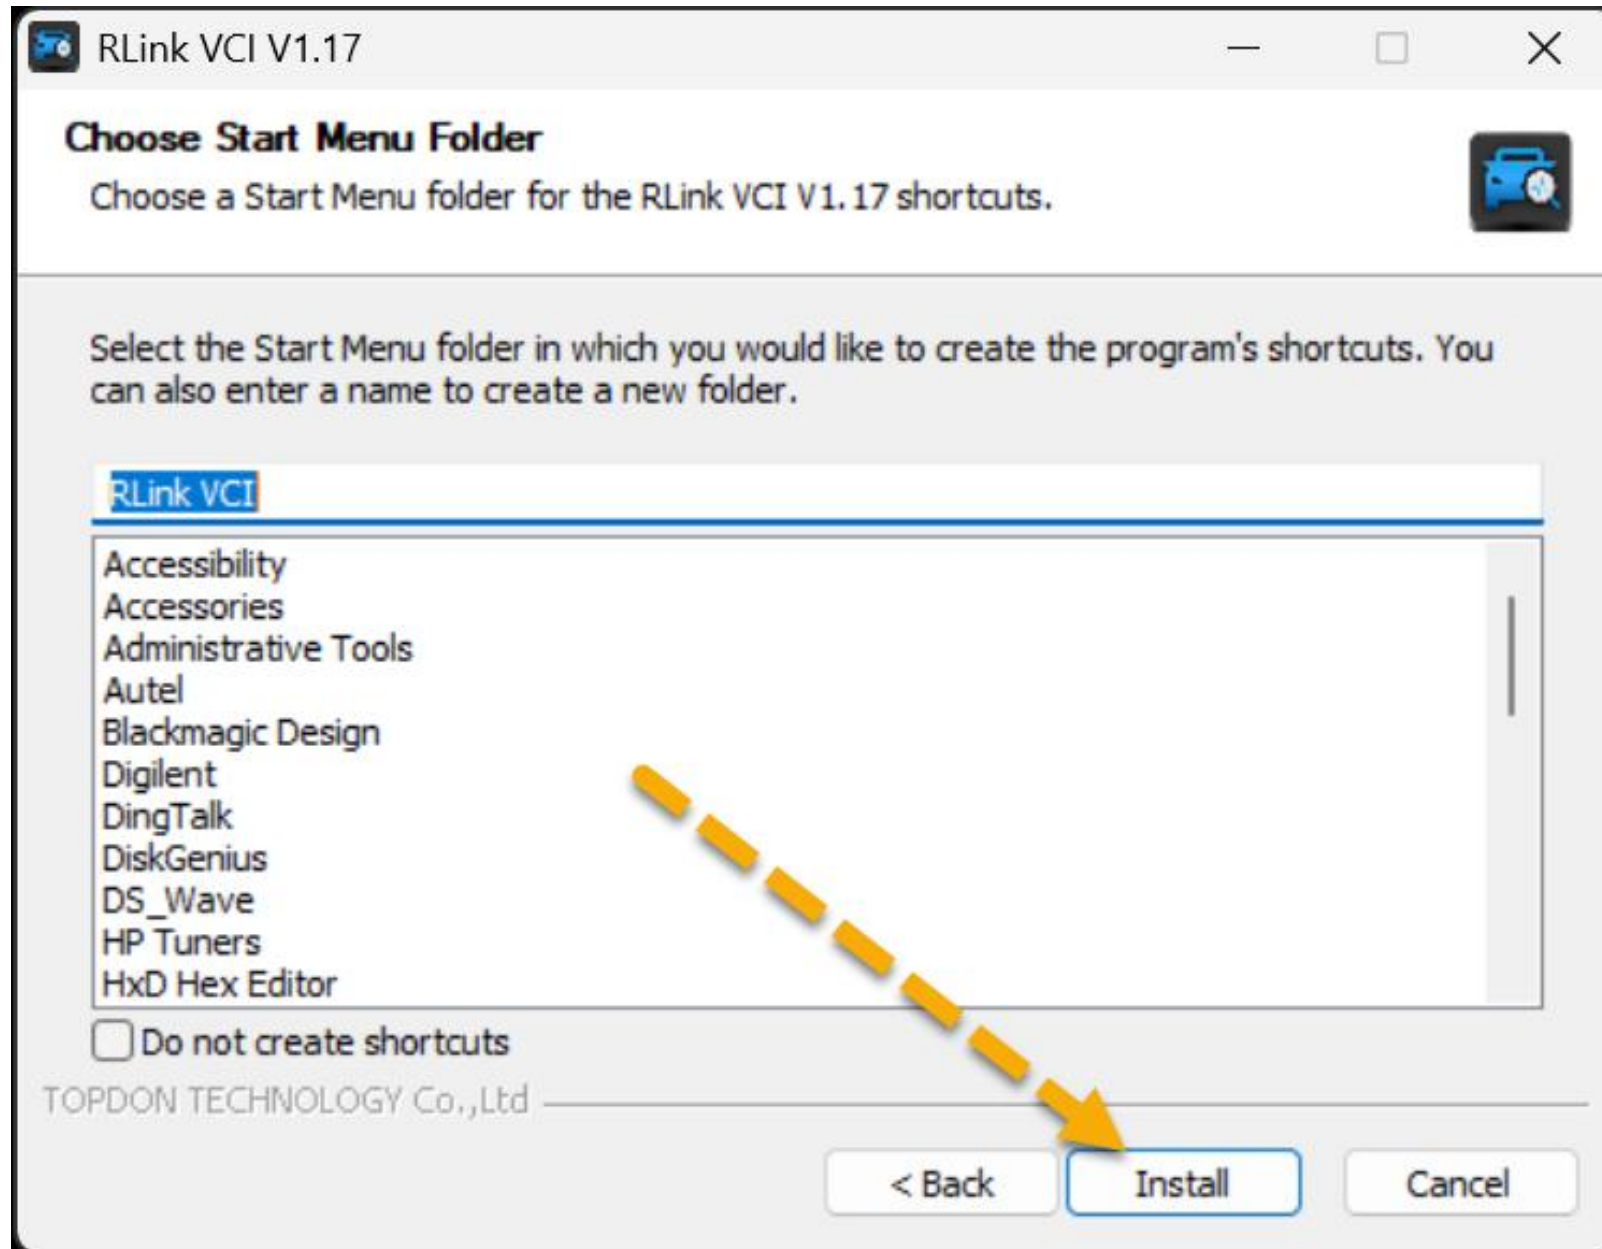 RLink VCI V1.17
Choose Start Menu Folder
Choose a Start Menu folder for the RLink VCI V1.17 shortcuts.
Select the Start Menu folder in which you would like to create the program's shortcuts. You
can also enter a name to create a new folder.
RLink VCI
Accessibility
Accessories
Administrative Tools
Autel
Blackmagic Design
Digilent
DingTalk
DiskGenius
DS_Wave
HP Tuners
HxD Hex Editor
Do not create shortcuts
TOPDON TECHNOLOGY Co.,Ltd
< Back Install Cancel